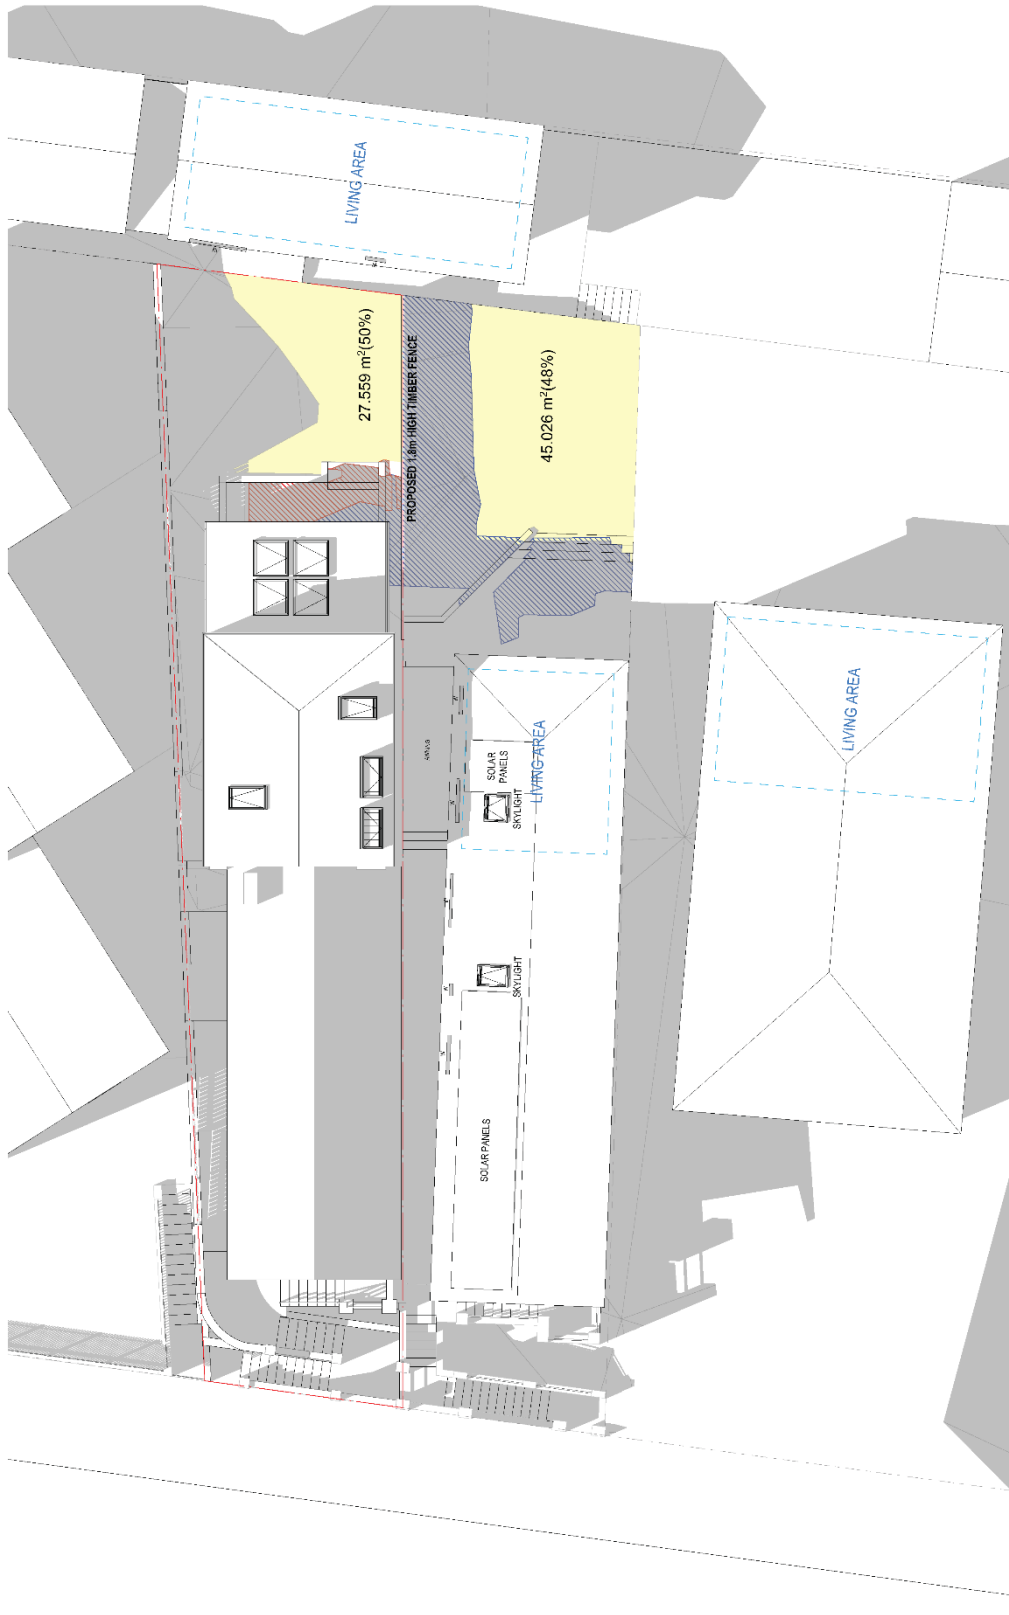 LIVING AREA
27.559 m²(50%)
PROPOSED 1.8m HIGH TIMBER FENCE
45.026 m²(48%)
LIVING AREA
SOLAR
PANELS
LIVING AREA
SKYLIGHT
SKYLIGHT
SOLAR PANELS